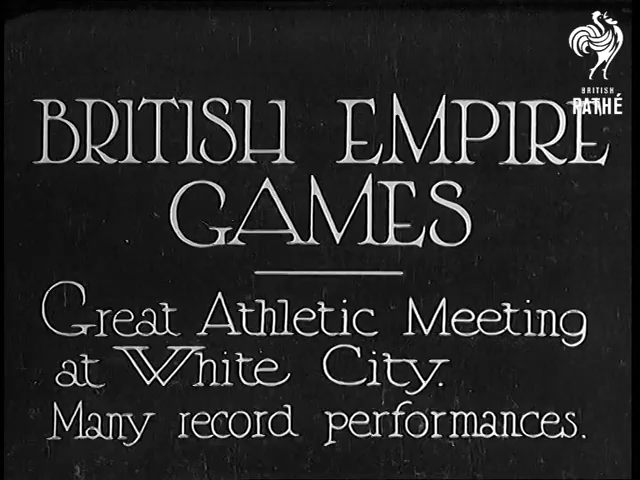 BRITISH PATHÉ
BRITISH EMPIRE
GAMES
Great Athletic Meeting
at White City.
Many record performances.